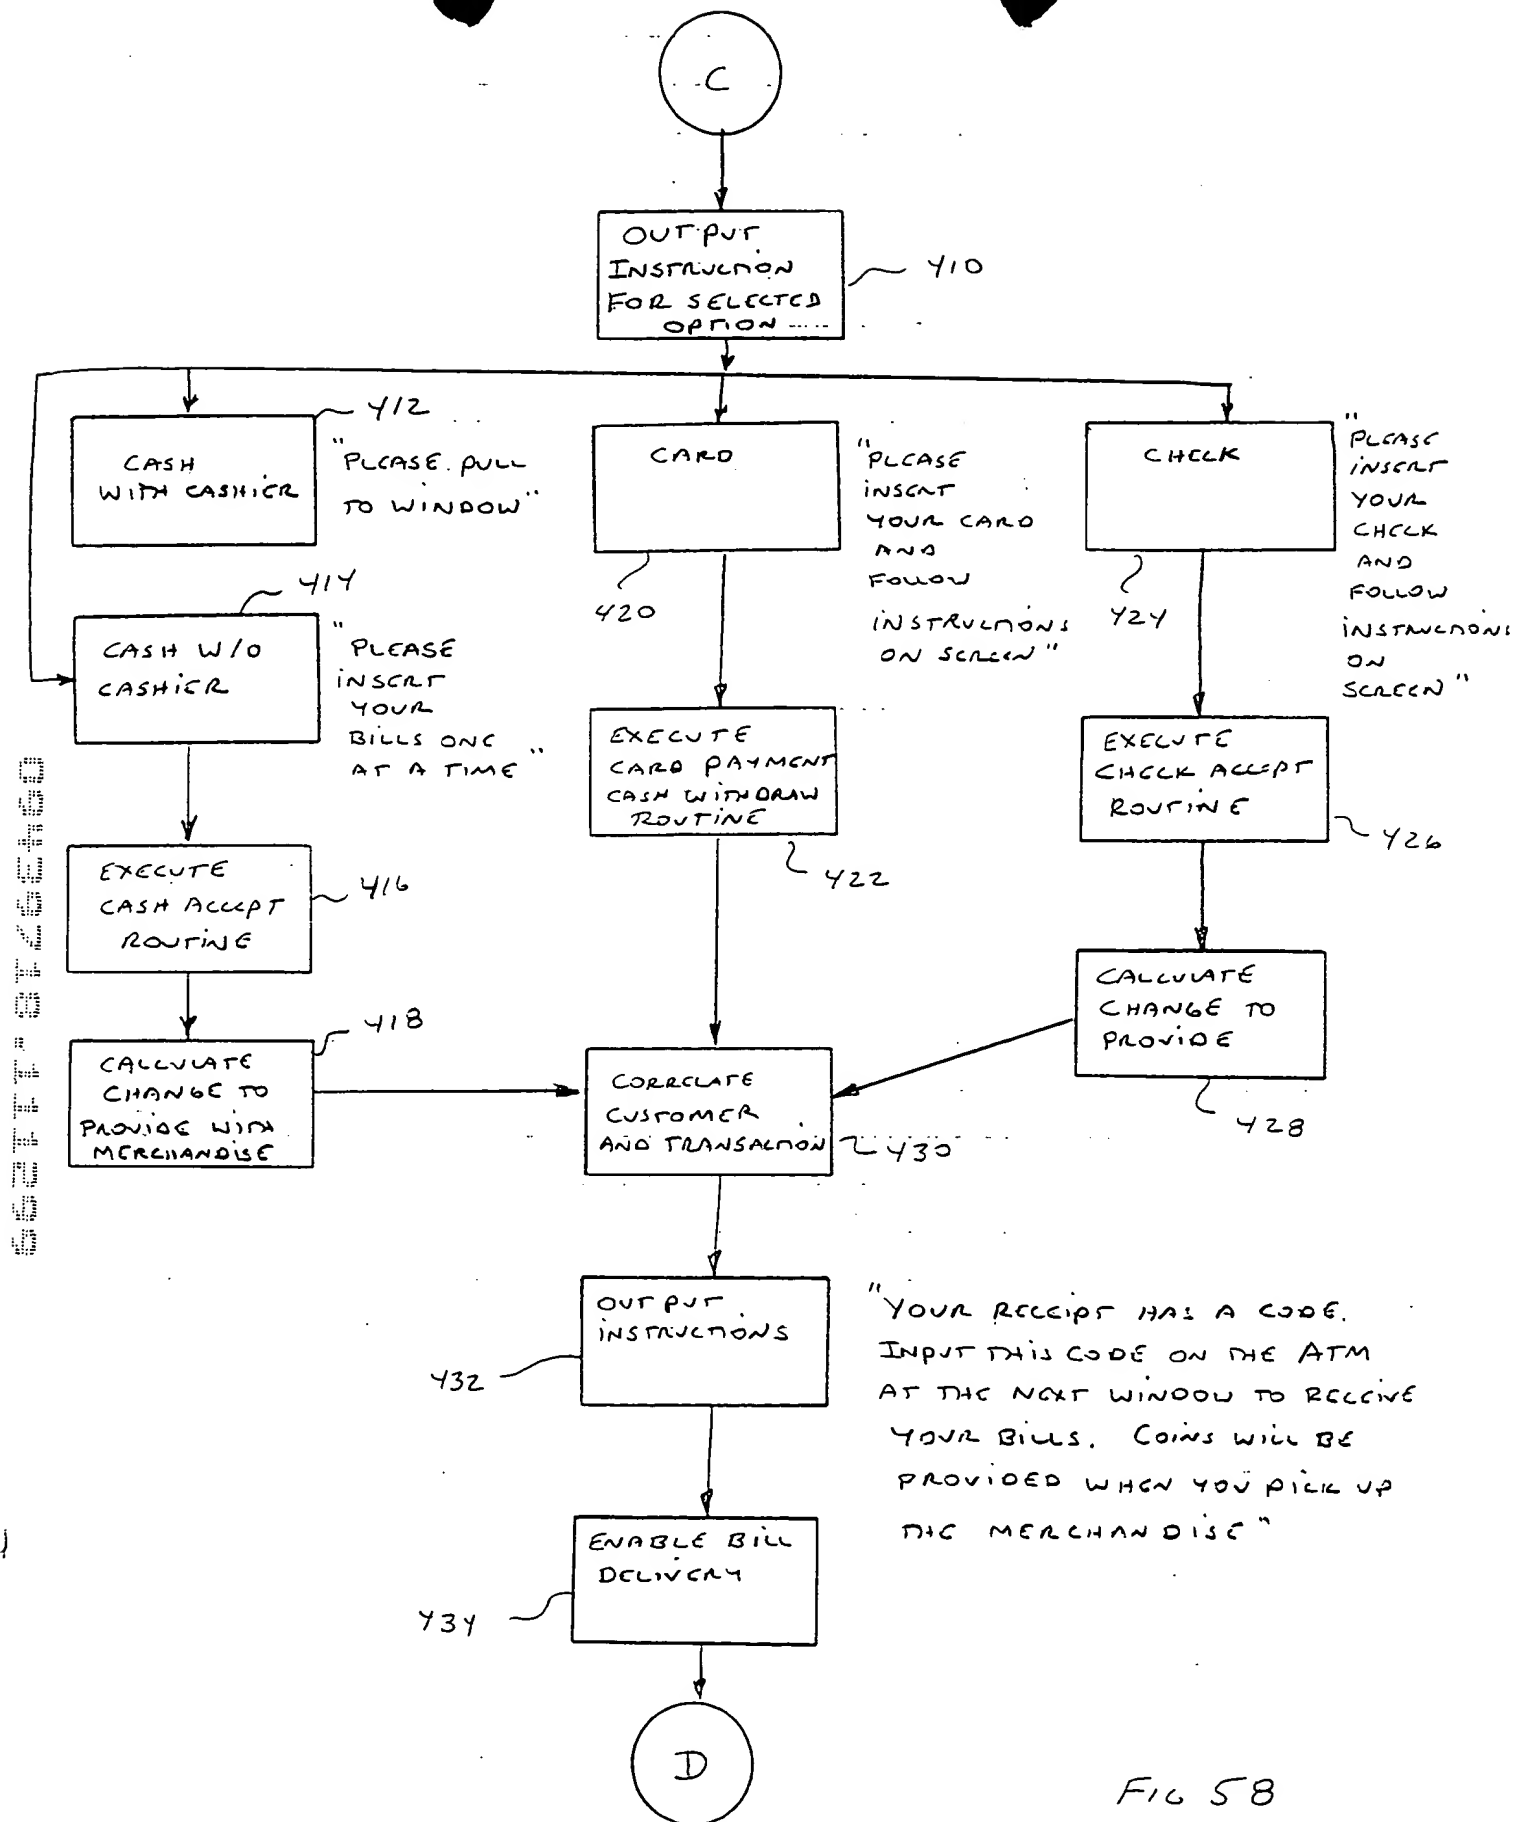 C
OUTPUT
INSTRUCTION
FOR SELECTED
OPTION
410
412
CASH
WITH CASHIER
"PLEASE PULL
TO WINDOW"
CARD
420
"PLEASE
INSERT
YOUR CARD
AND
FOLLOW
INSTRUCTIONS
ON SCREEN"
CHECK
424
"PLEASE
INSERT
YOUR
CHECK
AND
FOLLOW
INSTRUCTIONS
ON
SCREEN"
414
CASH W/O
CASHIER
"PLEASE
INSERT
YOUR
BILLS ONE
AT A TIME"
EXECUTE
CARD PAYMENT
CASH WITHDRAW
ROUTINE
422
EXECUTE
CHECK ACCEPT
ROUTINE
426
EXECUTE
CASH ACCEPT
ROUTINE
416
CALCULATE
CHANGE TO
PROVIDE
428
418
CALCULATE
CHANGE TO
PROVIDE WITH
MERCHANDISE
CORRELATE
CUSTOMER
AND TRANSACTION
430
OUTPUT
INSTRUCTIONS
432
"YOUR RECEIPT HAS A CODE.
INPUT THIS CODE ON THE ATM
AT THE NEXT WINDOW TO RECEIVE
YOUR BILLS. COINS WILL BE
PROVIDED WHEN YOU PICK UP
THE MERCHANDISE"
ENABLE BILL
DELIVERY
434
D
FIG 58